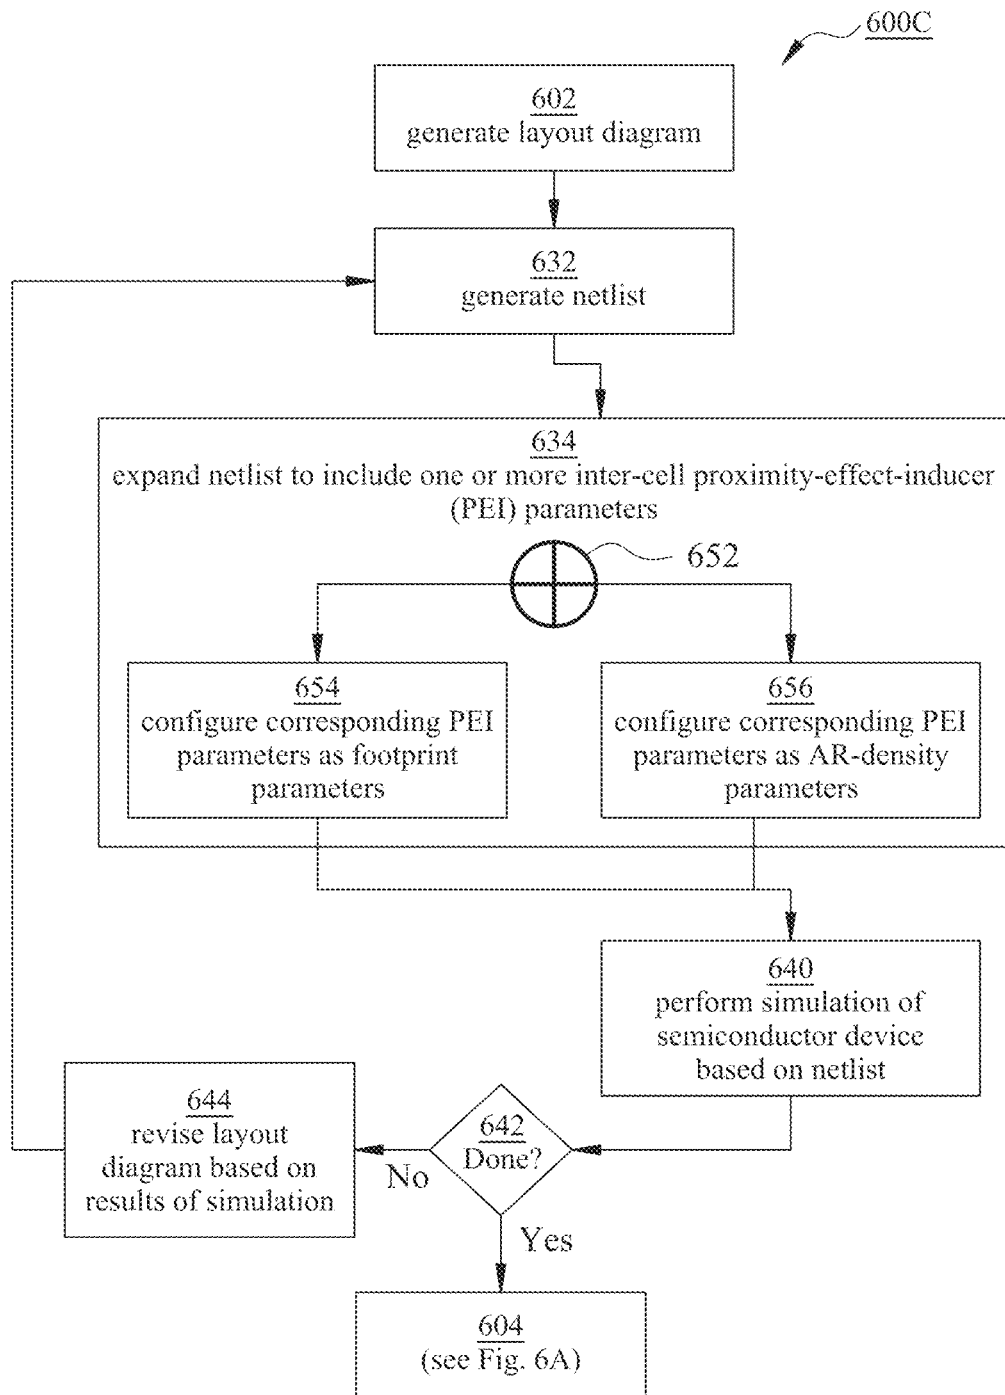 600C
602
generate layout diagram
632
generate netlist
634
expand netlist to include one or more inter-cell proximity-effect-inducer
(PEI) parameters
652
654
configure corresponding PEI
parameters as footprint
parameters
656
configure corresponding PEI
parameters as AR-density
parameters
640
perform simulation of
semiconductor device
based on netlist
642
Done?
No
644
revise layout
diagram based on
results of simulation
Yes
604
(see Fig. 6A)